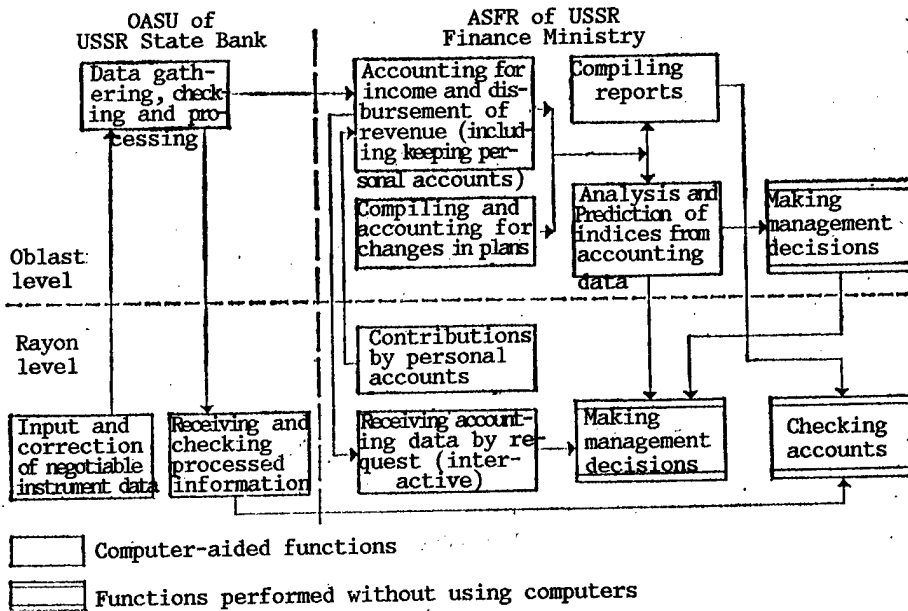 OASU of
USSR State Bank
ASFR of USSR
Finance Ministry
Data gath-
ering, check-
ing and pro-
cessing
Accounting for
income and dis-
bursement of
revenue (includ-
ing keeping per-
sonal accounts)
Compiling
reports
Compiling and
accounting for
changes in plans
Analysis and
Prediction of
indices from
accounting
data
Making
management
decisions
Oblast
level
Rayon
level
Contributions
by personal
accounts
Input and
correction
of negotiable
instrument data
Receiving and
checking
processed
information
Receiving account-
ing data by re-
quest (inter-
active)
Making
management
decisions
Checking
accounts
Computer-aided functions
Functions performed without using computers